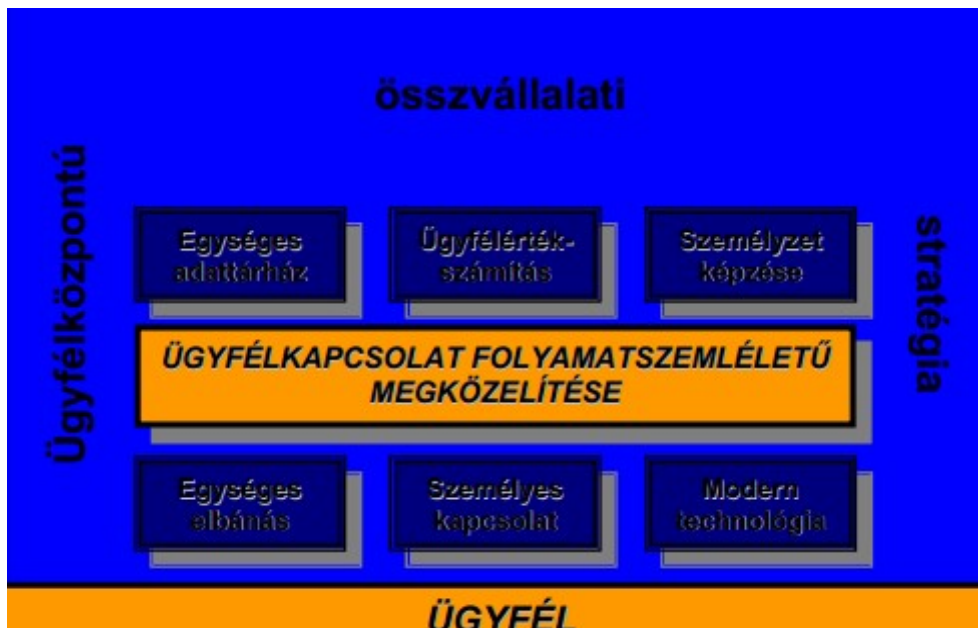 összvállalati
Ügyfélközpontú
stratégia
Egységes
adattárház
Ügyfélérték-
számítás
Személyzet
képzése
ÜGYFÉLKAPCSOLAT FOLYAMATSZEMLÉLETŰ
MEGKÖZELÍTÉSE
Egységes
elbánás
Személyes
kapcsolat
Modern
technológia
ÜGYFÉL